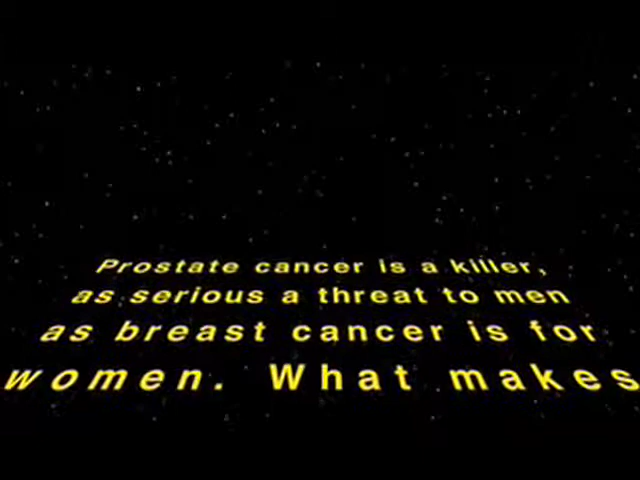 Prostate cancer is a killer,
as serious a threat to men
as breast cancer is for
women. What makes